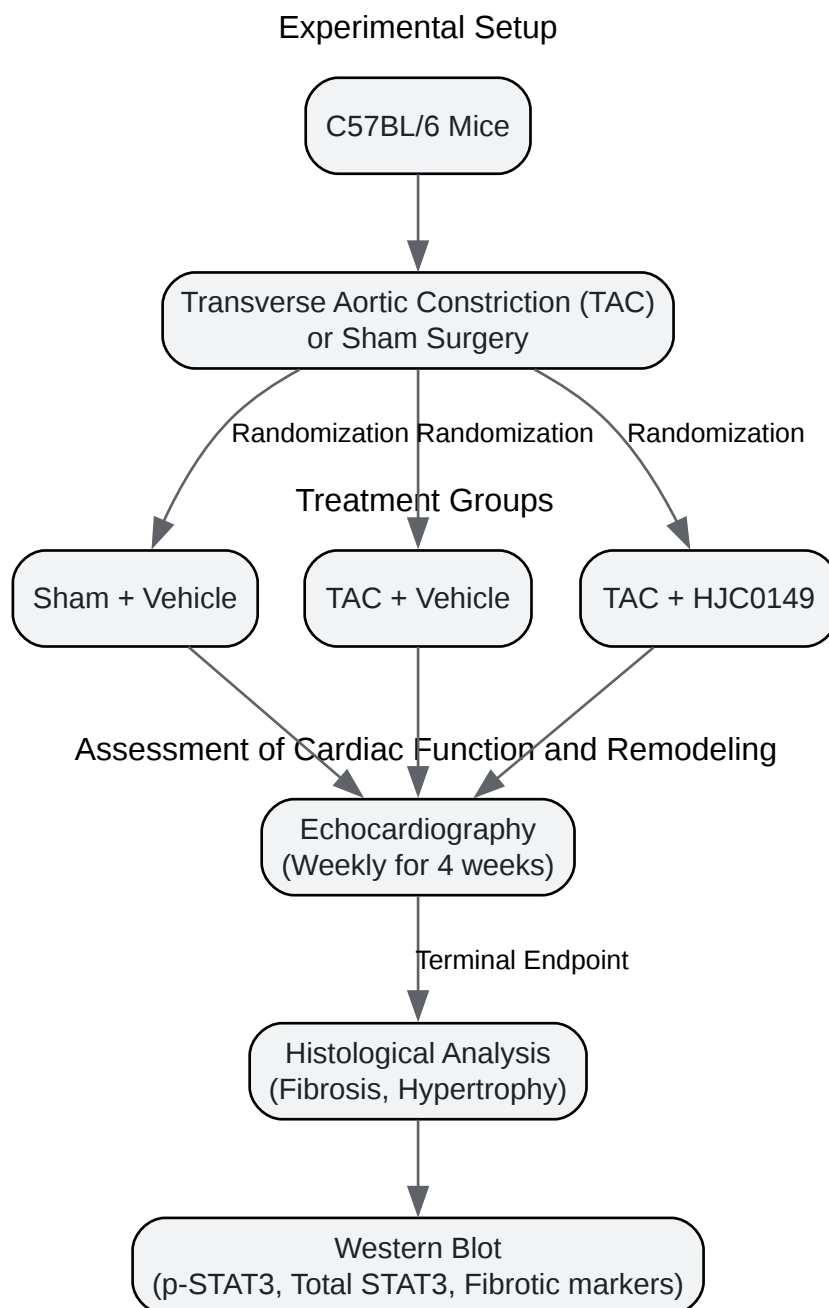 Experimental Setup
C57BL/6 Mice
Transverse Aortic Constriction (TAC)
or Sham Surgery
Randomization Randomization Randomization
Treatment Groups
Sham + Vehicle TAC + Vehicle TAC + HJC0149
Assessment of Cardiac Function and Remodeling
Echocardiography
(Weekly for 4 weeks)
Terminal Endpoint
Histological Analysis
(Fibrosis, Hypertrophy)
Western Blot
(p-STAT3, Total STAT3, Fibrotic markers)